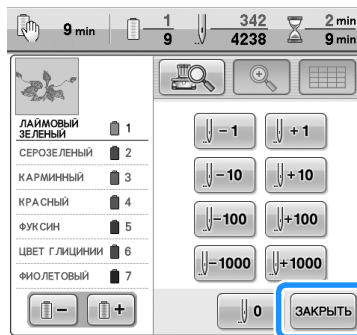 9 min
1
9
342
4238
2 min
9 min
ЛАЙМОВЫЙ
ЗЕЛЕНЫЙ 1
СЕРОЗЕЛЕНЫЙ 2
КАРМИННЫЙ 3
КРАСНЫЙ 4
ФУКСИН 5
ЦВЕТ ГЛИЦИНИИ 6
ФИОЛЕТОВЫЙ 7
- 1
+ 1
-10
+10
-100
+100
-1000
+1000
- +
0
ЗАКРЫТЬ